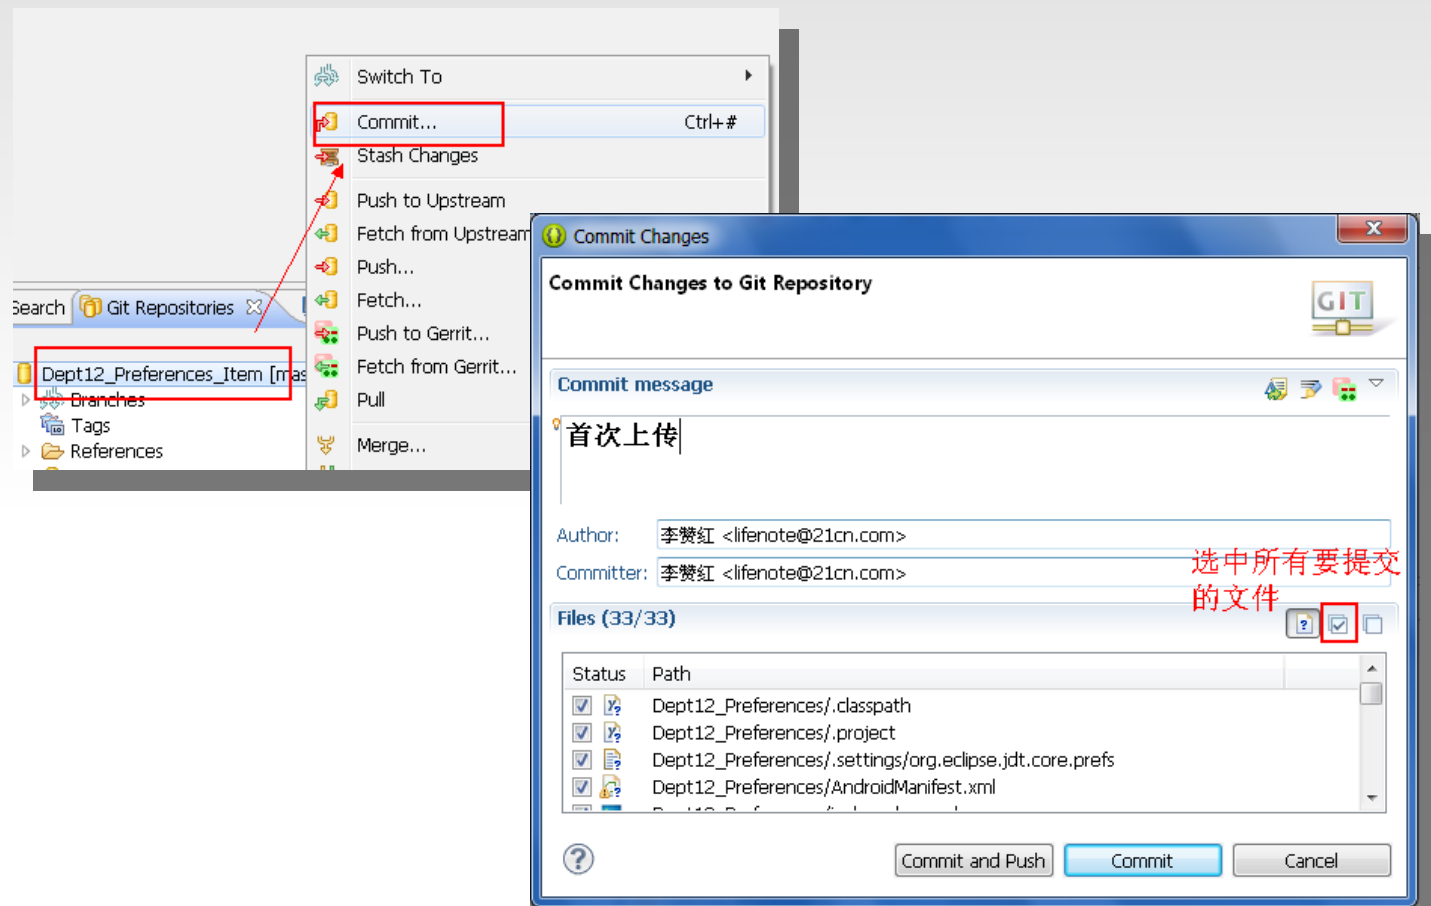 Switch To
Commit... Ctrl+#
Stash Changes
Push to Upstream
Fetch from Upstream
Push...
Fetch...
Push to Gerrit...
Fetch from Gerrit...
Pull
Merge...
Search
Git Repositories
Dept12_Preferences_Item [mas
Branches
Tags
References
Commit Changes
Commit Changes to Git Repository
GIT
Commit message
首次上传
Author: 李赞红 <lifenote@21cn.com>
Committer: 李赞红 <lifenote@21cn.com>
选中所有要提交
的文件
Files (33/33)
Status Path
Dept12_Preferences/.classpath
Dept12_Preferences/.project
Dept12_Preferences/.settings/org.eclipse.jdt.core.prefs
Dept12_Preferences/AndroidManifest.xml
Commit and Push
Commit
Cancel